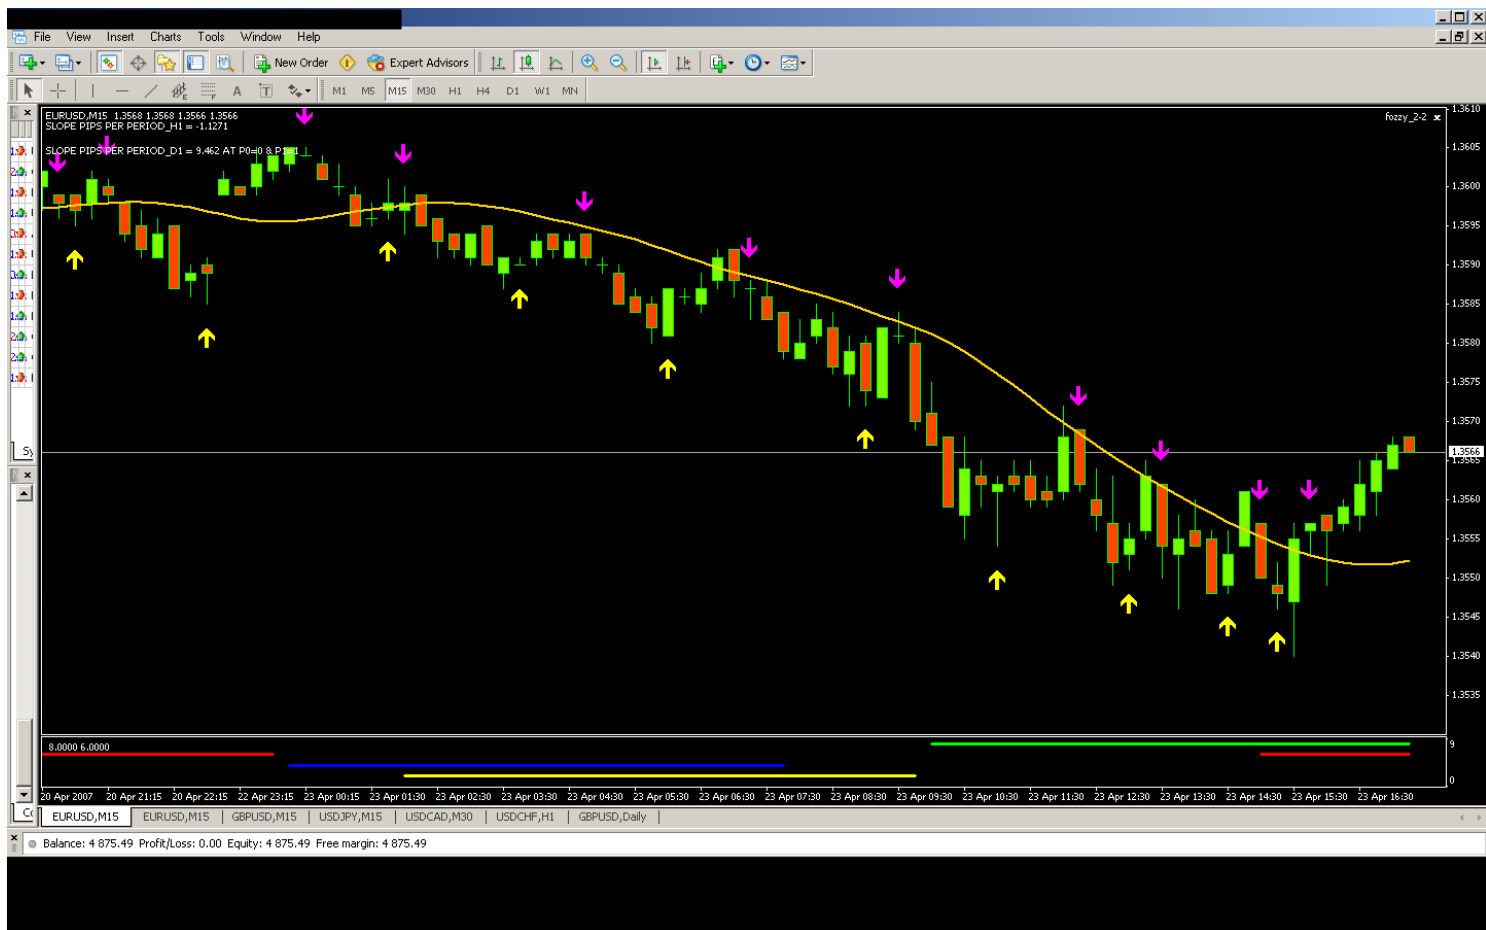 File View Insert Charts Tools Window Help
New Order Expert Advisors
A T M1 M5 M15 M30 H1 H4 D1 W1 MN
EURUSD,M15 1.3568 1.3568 1.3566 1.3566
SLOPE PIPS PER PERIOD_H1 = -1.1271
fozzy_2-2
SLOPE PIPS PER PERIOD_D1 = 9.462 AT P0=0 & P1=1
1.3610
1.3605
1.3600
1.3595
1.3590
1.3585
1.3580
1.3575
1.3570
1.3566
1.3565
1.3560
1.3555
1.3550
1.3545
1.3540
1.3535
Sy
8.0000 6.0000
9
0
20 Apr 2007 20 Apr 21:15 20 Apr 22:15 22 Apr 23:15 23 Apr 00:15 23 Apr 01:30 23 Apr 02:30 23 Apr 03:30 23 Apr 04:30 23 Apr 05:30 23 Apr 06:30 23 Apr 07:30 23 Apr 08:30 23 Apr 09:30 23 Apr 10:30 23 Apr 11:30 23 Apr 12:30 23 Apr 13:30 23 Apr 14:30 23 Apr 15:30 23 Apr 16:30
EURUSD,M15 EURUSD,M15 GBPUSD,M15 USDJPY,M15 USDCAD,M30 USDCHF,H1 GBPUSD,Daily
Balance: 4 875.49 Profit/Loss: 0.00 Equity: 4 875.49 Free margin: 4 875.49